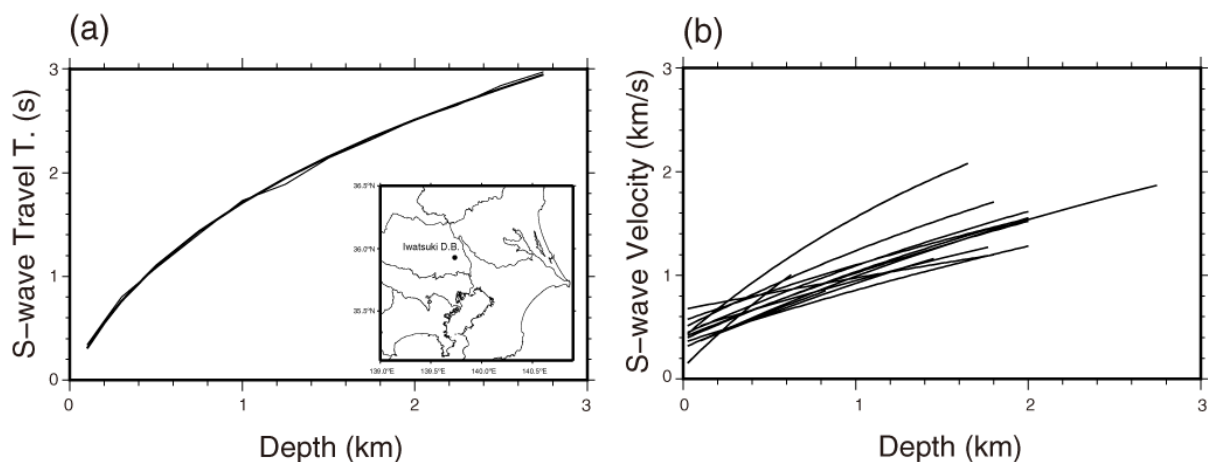 (a)
S-wave Travel T. (s)
3
2
1
0
0
1
2
3
Depth (km)
36.5°N
36.0°N
35.5°N
139.0°E
139.5°E
140.0°E
140.5°E
Iwatsuki D.B.
(b)
S-wave Velocity (km/s)
3
2
1
0
0
1
2
3
Depth (km)